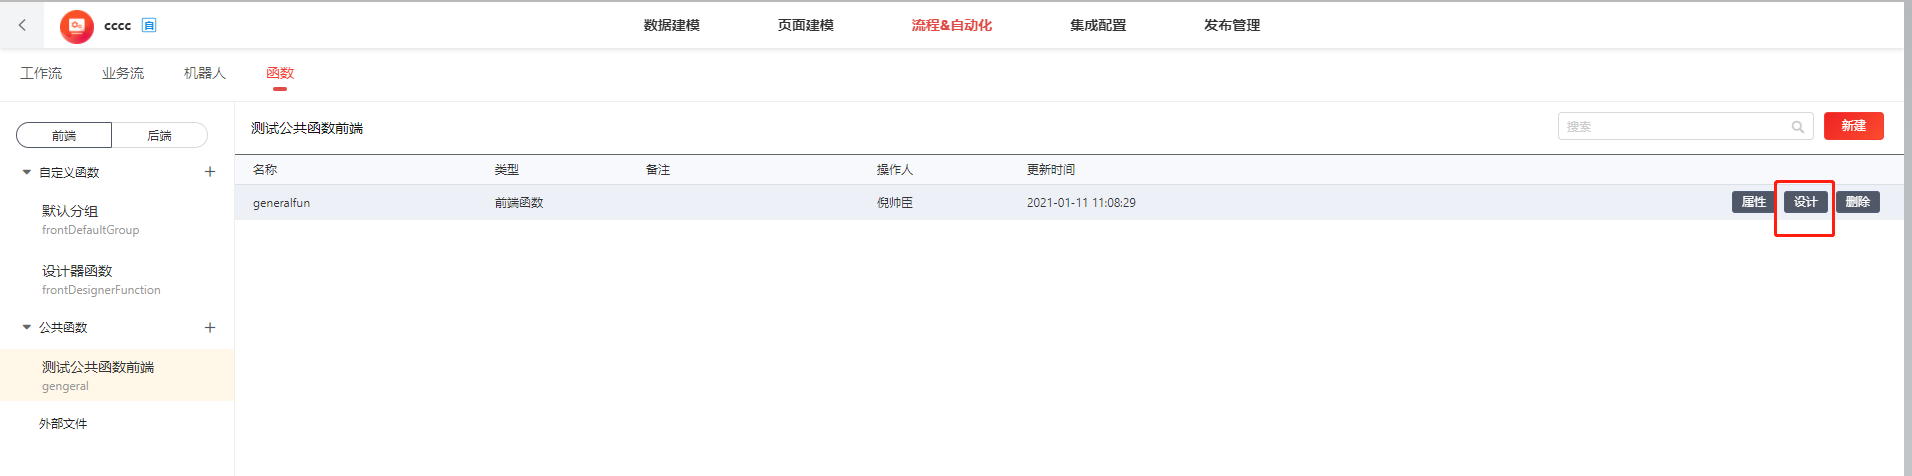 cccc 自 数据建模 页面建模 流程&自动化 集成配置 发布管理
工作流 业务流 机器人 函数
前端 后端
自定义函数
默认分组
frontDefaultGroup
设计器函数
frontDesignerFunction
公共函数
测试公共函数前端
gengeral
外部文件
测试公共函数前端 搜索 新建
名称 类型 备注 操作人 更新时间
generalfun 前端函数 倪帅臣 2021-01-11 11:08:29 属性 设计 删除